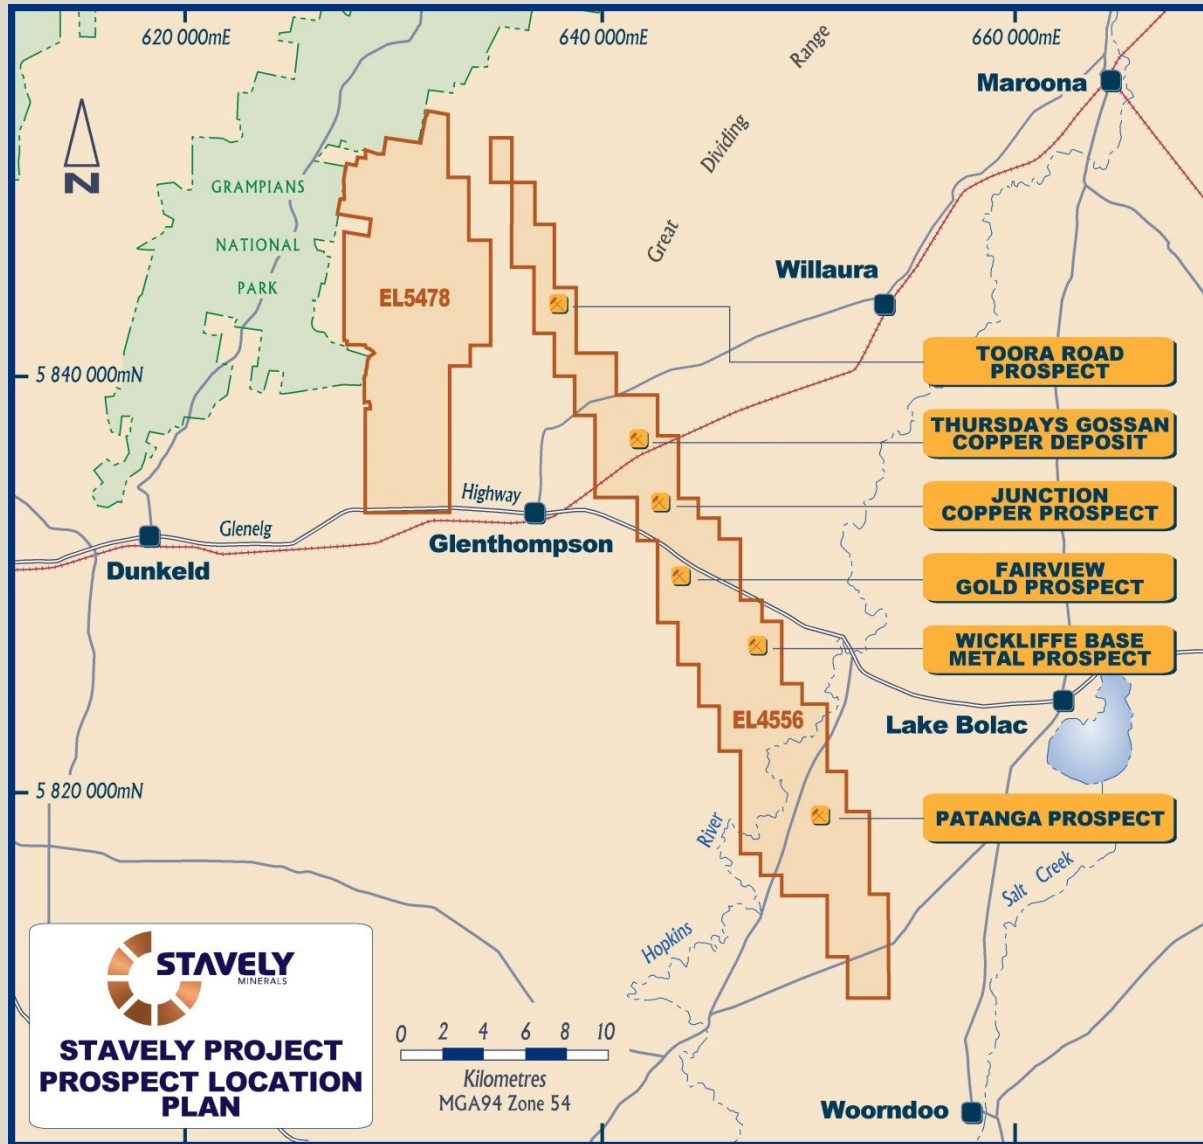 620 000mE
640 000mE
660 000mE
Range
Dividing
Great
Maroona
N
GRAMPIANS
NATIONAL
PARK
EL5478
Willaura
5 840 000mN
TOORA ROAD
PROSPECT
THURSDAYS GOSSAN
COPPER DEPOSIT
JUNCTION
COPPER PROSPECT
FAIRVIEW
GOLD PROSPECT
WICKLIFFE BASE
METAL PROSPECT
PATANGA PROSPECT
Highway
Glenelg
Glenthompson
Dunkeld
EL4556
Lake Bolac
5 820 000mN
River
Hopkins
Salt Creek
STAVELY
MINERALS
STAVELY PROJECT
PROSPECT LOCATION
PLAN
0 2 4 6 8 10
Kilometres
MGA94 Zone 54
Woorndoo